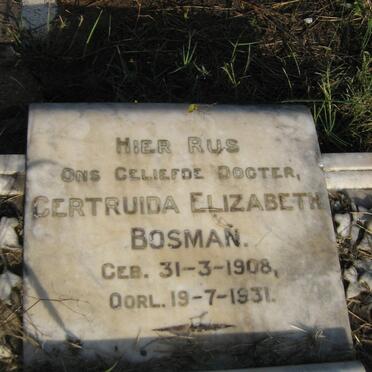 HIER RUS
ONS GELIEFDE DOGTER,
GERTRUIDA ELIZABETH
BOSMAN.
GEB. 31-3-1908,
OORL. 19-7-1931.